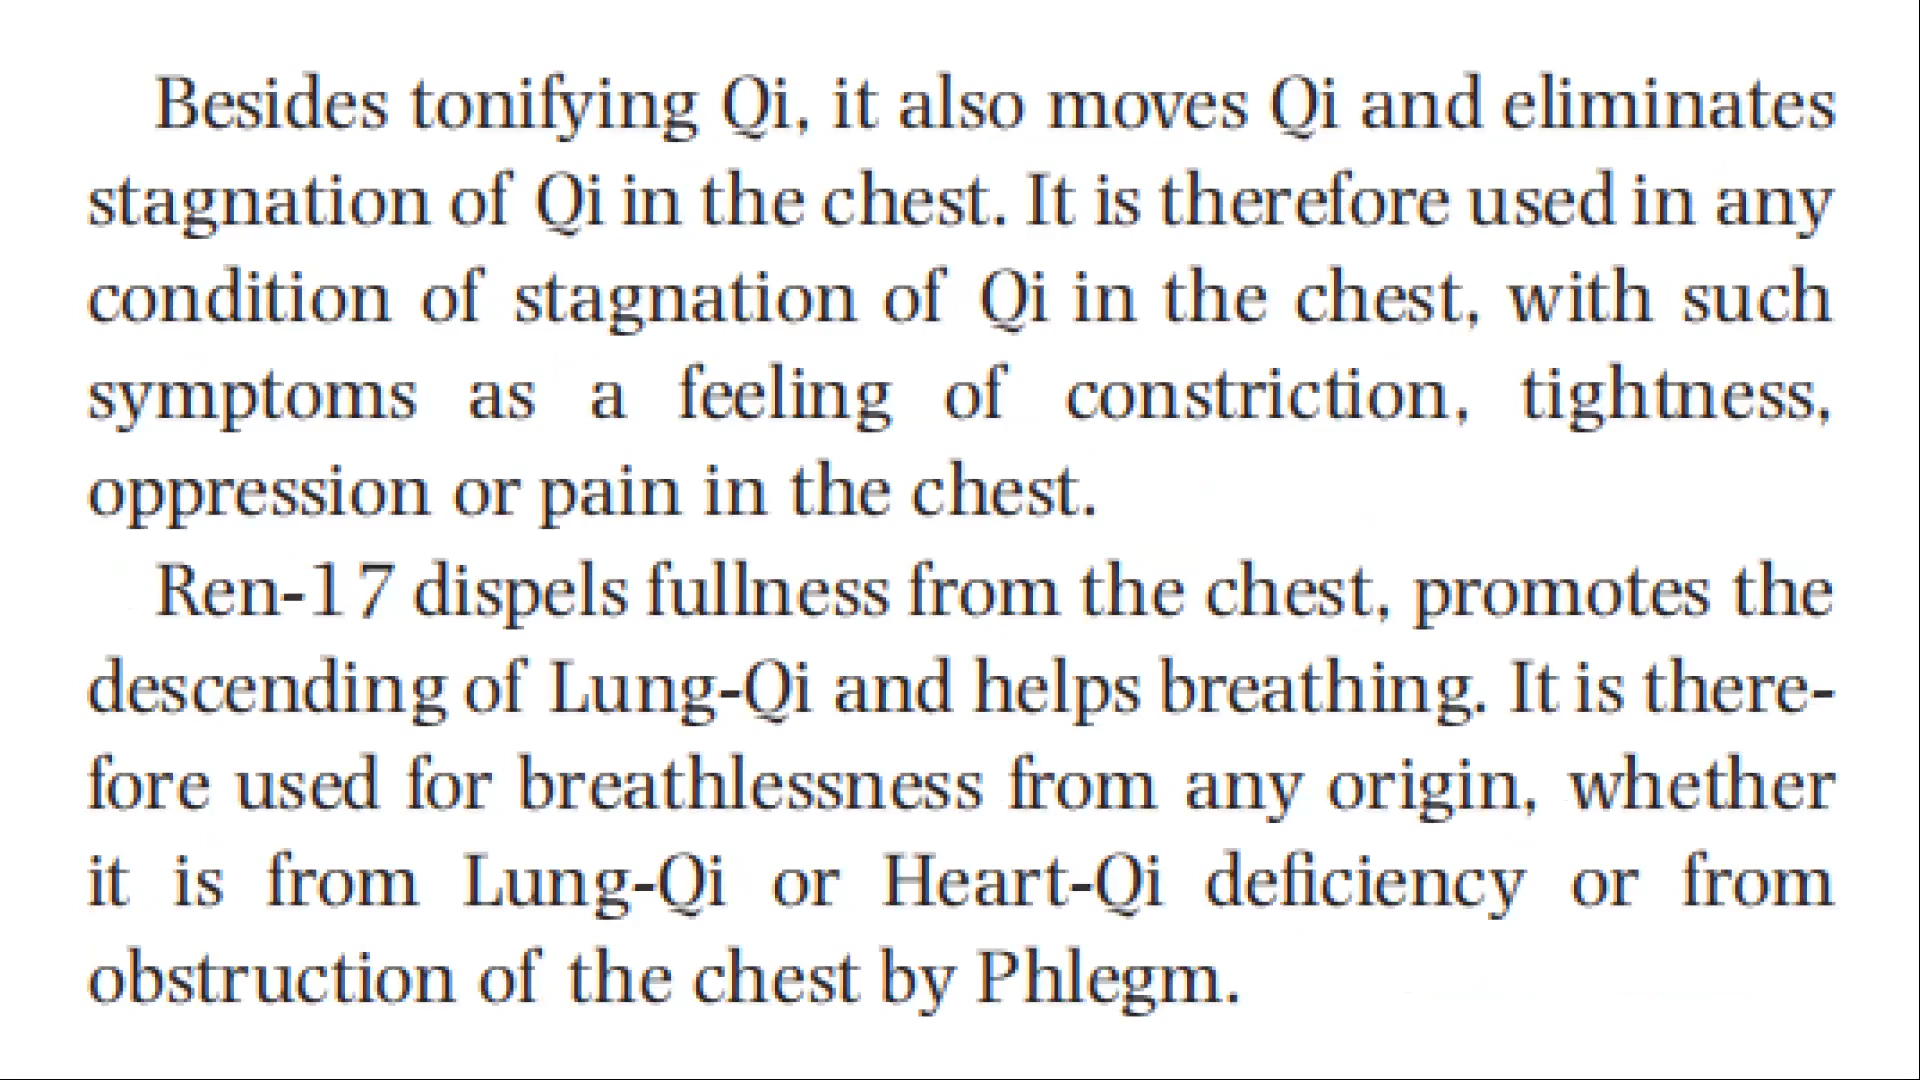 Besides tonifying Qi, it also moves Qi and eliminates
stagnation of Qi in the chest. It is therefore used in any
condition of stagnation of Qi in the chest, with such
symptoms as a feeling of constriction, tightness,
oppression or pain in the chest.
Ren-17 dispels fullness from the chest, promotes the
descending of Lung-Qi and helps breathing. It is there-
fore used for breathlessness from any origin, whether
it is from Lung-Qi or Heart-Qi deficiency or from
obstruction of the chest by Phlegm.